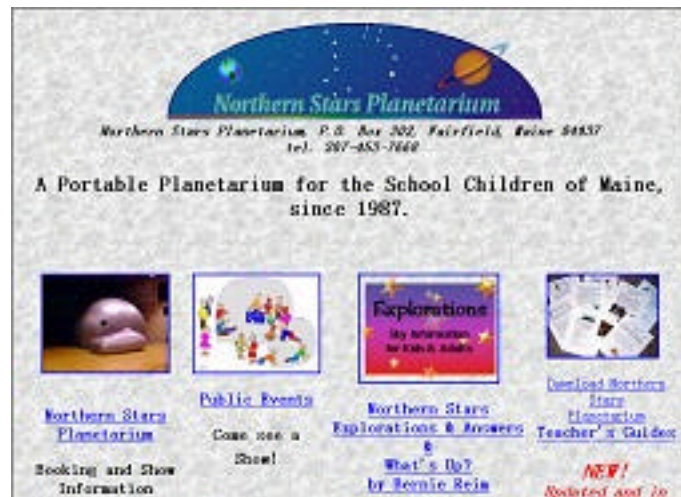 Northern Stars Planetarium
Northern Stars Planetarium, P.O. Box 302, Fairfield, Maine 04937
tel. 207-453-7668
A Portable Planetarium for the School Children of Maine,
since 1987.
Explorations
Sky Information
for Kids & Adults
Northern Stars
Planetarium
Booking and Show
Information
Public Events
Come see a
Show!
Northern Stars
Explorations & Answers
&
What's Up?
by Bernie Reim
Download Northern
Stars
Planetarium
Teacher's Guides
NEW!
Updated and in